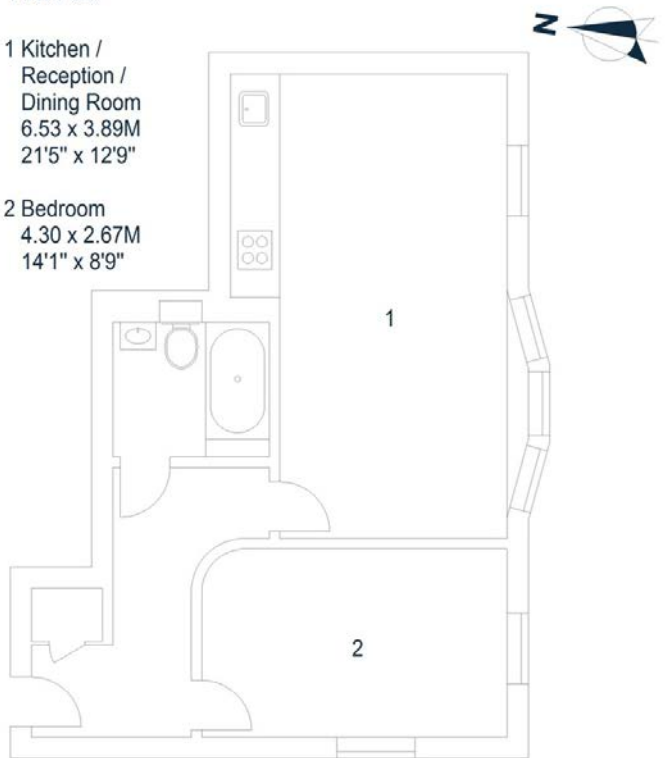 N
1 Kitchen /
Reception /
Dining Room
6.53 x 3.89M
21'5" x 12'9"
2 Bedroom
4.30 x 2.67M
14'1" x 8'9"
1
2